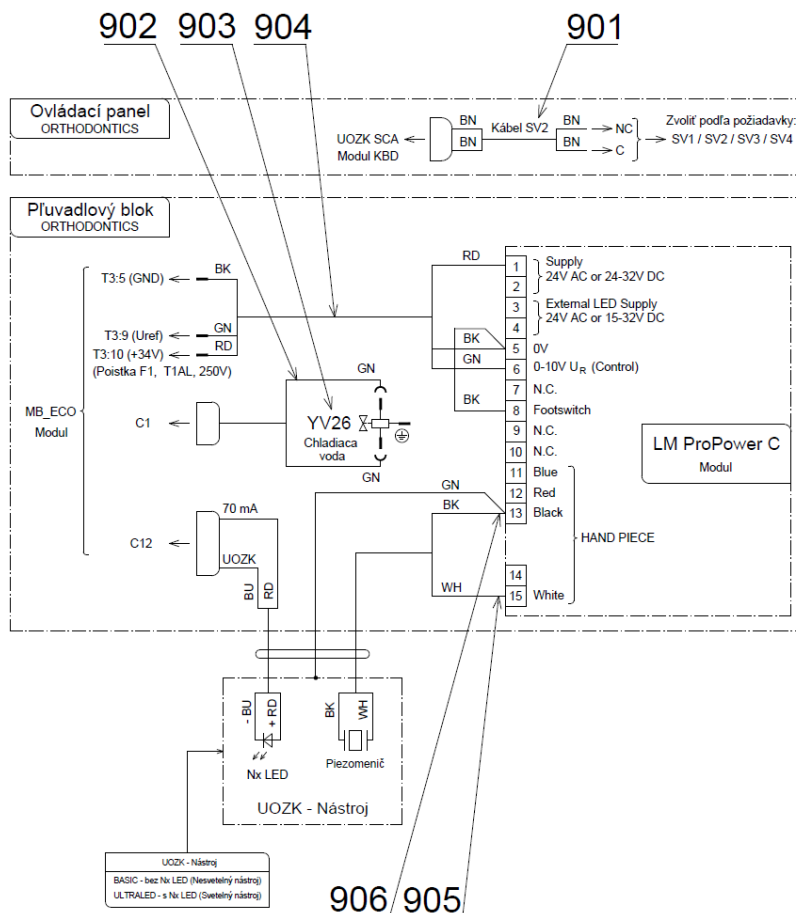 902 903 904 901
Ovládací panel
ORTHODONTICS
UOZK SCA
Modul KBD
BN
BN
Kábel SV2
BN
BN
NC
C
Zvoliť podľa požiadavky:
SV1 / SV2 / SV3 / SV4
Pľuvadlový blok
ORTHODONTICS
MB_ECO
Modul
T3:5 (GND)
BK
T3:9 (Uref)
GN
T3:10 (+34V)
RD
(Poistka F1, T1AL, 250V)
C1
GN
YV26
Chladiaca
voda
GN
C12
70 mA
UOZK
BU
RD
RD
BK
GN
BK
GN
BK
WH
1
2
Supply
24V AC or 24-32V DC
3
4
External LED Supply
24V AC or 15-32V DC
5 0V
6 0-10V UR (Control)
7 N.C.
8 Footswitch
9 N.C.
10 N.C.
11 Blue
12 Red
13 Black
14
15 White
HAND PIECE
LM ProPower C
Modul
- BU
+ RD
Nx LED
BK
WH
Piezomenič
UOZK - Nástroj
UOZK - Nástroj
BASIC - bez Nx LED (Nesvetelný nástroj)
ULTRALED - s Nx LED (Svetelný nástroj)
906 905